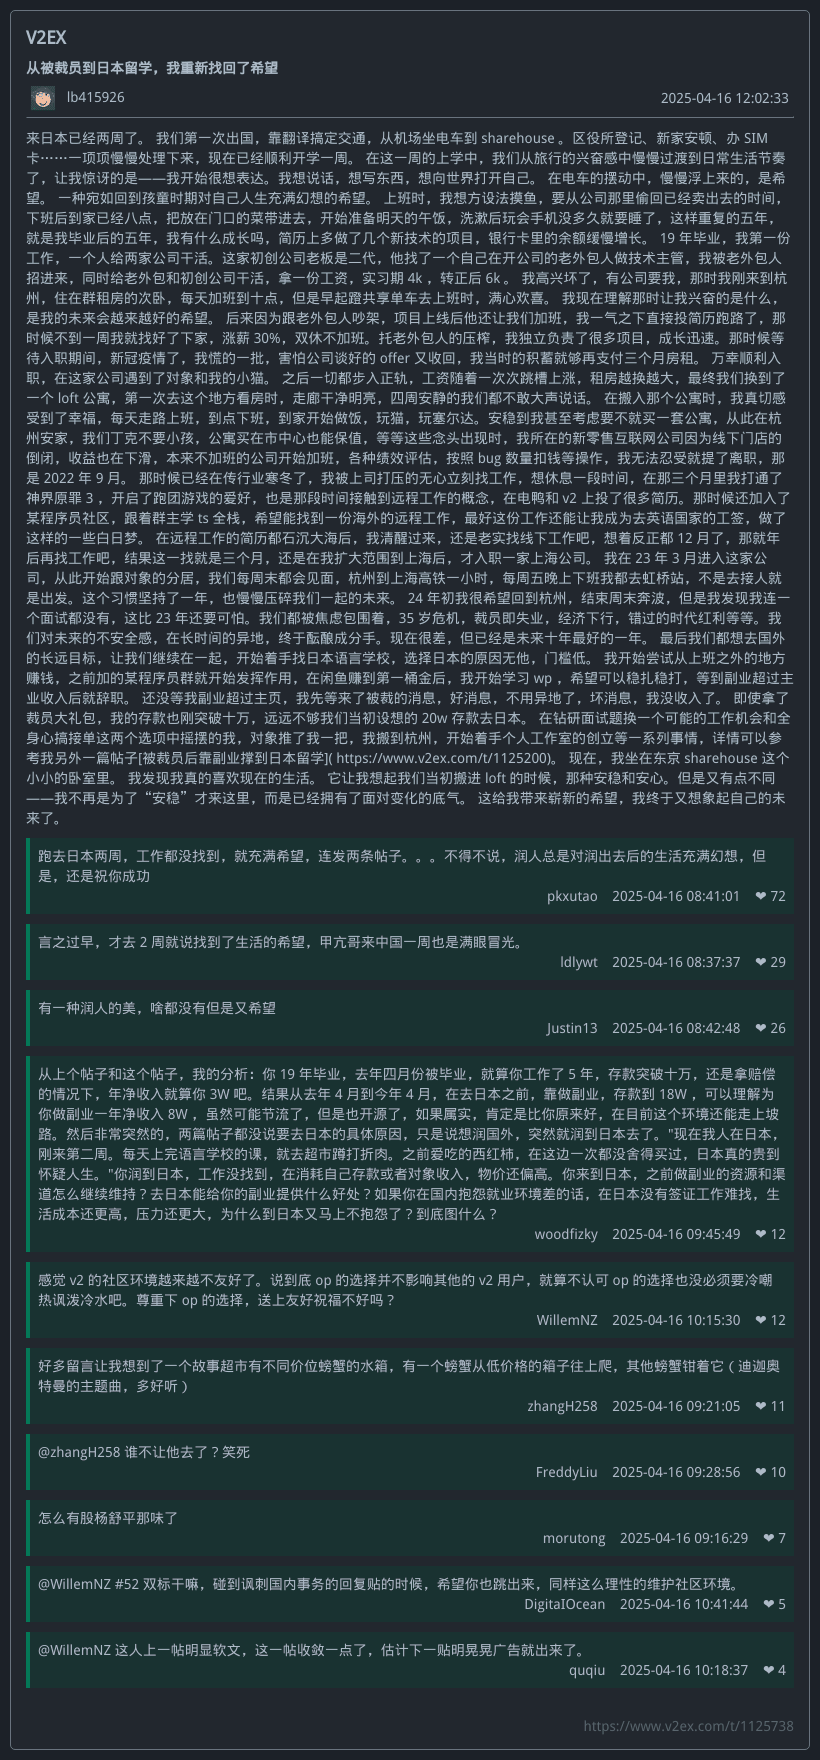 V2EX
从被裁员到日本留学，我重新找回了希望
lb415926 2025-04-16 12:02:33
来日本已经两周了。 我们第一次出国，靠翻译搞定交通，从机场坐电车到 sharehouse 。区役所登记、新家安顿、办 SIM
卡……一项项慢慢处理下来，现在已经顺利开学一周。 在这一周的上学中，我们从旅行的兴奋感中慢慢过渡到日常生活节奏
了，让我惊讶的是——我开始很想表达。我想说话，想写东西，想向世界打开自己。 在电车的摆动中，慢慢浮上来的，是希
望。 一种宛如回到孩童时期对自己人生充满幻想的希望。 上班时，我想方设法摸鱼，要从公司那里偷回已经卖出去的时间，
下班后到家已经八点，把放在门口的菜带进去，开始准备明天的午饭，洗漱后玩会手机没多久就要睡了，这样重复的五年，
就是我毕业后的五年，我有什么成长吗，简历上多做了几个新技术的项目，银行卡里的余额缓慢增长。 19 年毕业，我第一份
工作，一个人给两家公司干活。这家初创公司老板是二代，他找了一个自己在开公司的老外包人做技术主管，我被老外包人
招进来，同时给老外包和初创公司干活，拿一份工资，实习期 4k ，转正后 6k 。 我高兴坏了，有公司要我，那时我刚来到杭
州，住在群租房的次卧，每天加班到十点，但是早起蹬共享单车去上班时，满心欢喜。 我现在理解那时让我兴奋的是什么，
是我的未来会越来越好的希望。 后来因为跟老外包人吵架，项目上线后他还让我们加班，我一气之下直接投简历跑路了，那
时候不到一周我就找好了下家，涨薪 30%，双休不加班。托老外包人的压榨，我独立负责了很多项目，成长迅速。那时候等
待入职期间，新冠疫情了，我慌的一批，害怕公司谈好的 offer 又收回，我当时的积蓄就够再支付三个月房租。 万幸顺利入
职，在这家公司遇到了对象和我的小猫。 之后一切都步入正轨，工资随着一次次跳槽上涨，租房越换越大，最终我们换到了
一个 loft 公寓，第一次去这个地方看房时，走廊干净明亮，四周安静的我们都不敢大声说话。 在搬入那个公寓时，我真切感
受到了幸福，每天走路上班，到点下班，到家开始做饭，玩猫，玩塞尔达。安稳到我甚至考虑要不就买一套公寓，从此在杭
州安家，我们丁克不要小孩，公寓买在市中心也能保值，等等这些念头出现时，我所在的新零售互联网公司因为线下门店的
倒闭，收益也在下滑，本来不加班的公司开始加班，各种绩效评估，按照 bug 数量扣钱等操作，我无法忍受就提了离职，那
是 2022 年 9 月。 那时候已经在传行业寒冬了，我被上司打压的无心立刻找工作，想休息一段时间，在那三个月里我打通了
神界原罪 3 ，开启了跑团游戏的爱好，也是那段时间接触到远程工作的概念，在电鸭和 v2 上投了很多简历。那时候还加入了
某程序员社区，跟着群主学 ts 全栈，希望能找到一份海外的远程工作，最好这份工作还能让我成为去英语国家的工签，做了
这样的一些白日梦。 在远程工作的简历都石沉大海后，我清醒过来，还是老实找线下工作吧，想着反正都 12 月了，那就年
后再找工作吧，结果这一找就是三个月，还是在我扩大范围到上海后，才入职一家上海公司。 我在 23 年 3 月进入这家公
司，从此开始跟对象的分居，我们每周末都会见面，杭州到上海高铁一小时，每周五晚上下班我都去虹桥站，不是去接人就
是出发。这个习惯坚持了一年，也慢慢压碎我们一起的未来。 24 年初我很希望回到杭州，结束周末奔波，但是我发现我连一
个面试都没有，这比 23 年还要可怕。我们都被焦虑包围着，35 岁危机，裁员即失业，经济下行，错过的时代红利等等。我
们对未来的不安全感，在长时间的异地，终于酝酿成分手。现在很差，但已经是未来十年最好的一年。 最后我们都想去国外
的长远目标，让我们继续在一起，开始着手找日本语言学校，选择日本的原因无他，门槛低。 我开始尝试从上班之外的地方
赚钱，之前加的某程序员群就开始发挥作用，在闲鱼赚到第一桶金后，我开始学习 wp ，希望可以稳扎稳打，等到副业超过主
业收入后就辞职。 还没等我副业超过主页，我先等来了被裁的消息，好消息，不用异地了，坏消息，我没收入了。 即使拿了
裁员大礼包，我的存款也刚突破十万，远远不够我们当初设想的 20w 存款去日本。 在钻研面试题换一个可能的工作机会和全
身心搞接单这两个选项中摇摆的我，对象推了我一把，我搬到杭州，开始着手个人工作室的创立等一系列事情，详情可以参
考我另外一篇帖子[被裁员后靠副业撑到日本留学]( https://www.v2ex.com/t/1125200)。 现在，我坐在东京 sharehouse 这个
小小的卧室里。 我发现我真的喜欢现在的生活。 它让我想起我们当初搬进 loft 的时候，那种安稳和安心。但是又有点不同
——我不再是为了“安稳”才来这里，而是已经拥有了面对变化的底气。 这给我带来崭新的希望，我终于又想象起自己的未
来了。
跑去日本两周，工作都没找到，就充满希望，连发两条帖子。。。不得不说，润人总是对润出去后的生活充满幻想，但
是，还是祝你成功
pkxutao 2025-04-16 08:41:01 ❤ 72
言之过早，才去 2 周就说找到了生活的希望，甲亢哥来中国一周也是满眼冒光。
ldlywt 2025-04-16 08:37:37 ❤ 29
有一种润人的美，啥都没有但是又希望
Justin13 2025-04-16 08:42:48 ❤ 26
从上个帖子和这个帖子，我的分析：你 19 年毕业，去年四月份被毕业，就算你工作了 5 年，存款突破十万，还是拿赔偿
的情况下，年净收入就算你 3W 吧。结果从去年 4 月到今年 4 月，在去日本之前，靠做副业，存款到 18W ，可以理解为
你做副业一年净收入 8W ，虽然可能节流了，但是也开源了，如果属实，肯定是比你原来好，在目前这个环境还能走上坡
路。然后非常突然的，两篇帖子都没说要去日本的具体原因，只是说想润国外，突然就润到日本去了。"现在我人在日本，
刚来第二周。每天上完语言学校的课，就去超市蹲打折肉。之前爱吃的西红柿，在这边一次都没舍得买过，日本真的贵到
怀疑人生。"你润到日本，工作没找到，在消耗自己存款或者对象收入，物价还偏高。你来到日本，之前做副业的资源和渠
道怎么继续维持？去日本能给你的副业提供什么好处？如果你在国内抱怨就业环境差的话，在日本没有签证工作难找，生
活成本还更高，压力还更大，为什么到日本又马上不抱怨了？到底图什么？
woodfizky 2025-04-16 09:45:49 ❤ 12
感觉 v2 的社区环境越来越不友好了。说到底 op 的选择并不影响其他的 v2 用户，就算不认可 op 的选择也没必须要冷嘲
热讽泼冷水吧。尊重下 op 的选择，送上友好祝福不好吗？
WillemNZ 2025-04-16 10:15:30 ❤ 12
好多留言让我想到了一个故事超市有不同价位螃蟹的水箱，有一个螃蟹从低价格的箱子往上爬，其他螃蟹钳着它（迪迦奥
特曼的主题曲，多好听）
zhangH258 2025-04-16 09:21:05 ❤ 11
@zhangH258 谁不让他去了？笑死
FreddyLiu 2025-04-16 09:28:56 ❤ 10
怎么有股杨舒平那味了
morutong 2025-04-16 09:16:29 ❤ 7
@WillemNZ #52 双标干嘛，碰到讽刺国内事务的回复贴的时候，希望你也跳出来，同样这么理性的维护社区环境。
DigitaIOcean 2025-04-16 10:41:44 ❤ 5
@WillemNZ 这人上一帖明显软文，这一帖收敛一点了，估计下一贴明晃晃广告就出来了。
quqiu 2025-04-16 10:18:37 ❤ 4
https://www.v2ex.com/t/1125738